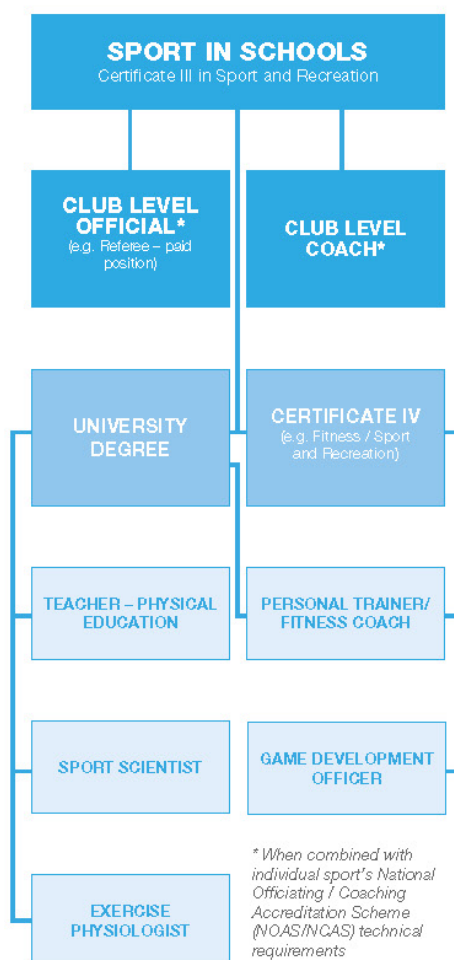 SPORT IN SCHOOLS
Certificate III in Sport and Recreation
CLUB LEVEL
OFFICIAL*
(e.g. Referee – paid
position)
CLUB LEVEL
COACH*
UNIVERSITY
DEGREE
CERTIFICATE IV
(e.g. Fitness / Sport
and Recreation)
TEACHER – PHYSICAL
EDUCATION
PERSONAL TRAINER/
FITNESS COACH
SPORT SCIENTIST
GAME DEVELOPMENT
OFFICER
EXERCISE
PHYSIOLOGIST
* When combined with
individual sport's National
Officiating / Coaching
Accreditation Scheme
(NOAS/NCAS) technical
requirements